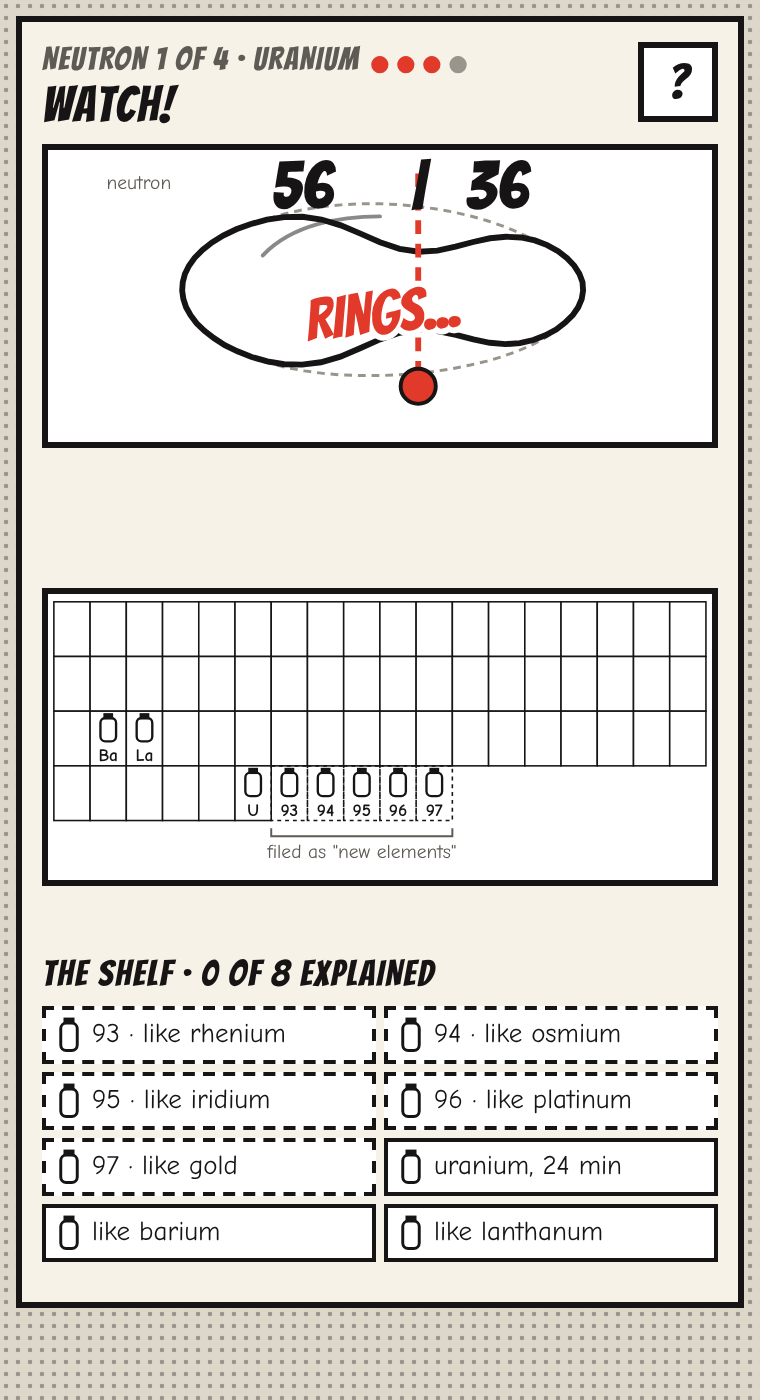 NEUTRON 1 OF 4 · URANIUM
WATCH!
?
neutron
56 / 36
RINGS...
Ba La
U 93 94 95 96 97
filed as "new elements"
THE SHELF · 0 OF 8 EXPLAINED
93 · like rhenium
94 · like osmium
95 · like iridium
96 · like platinum
97 · like gold
uranium, 24 min
like barium
like lanthanum